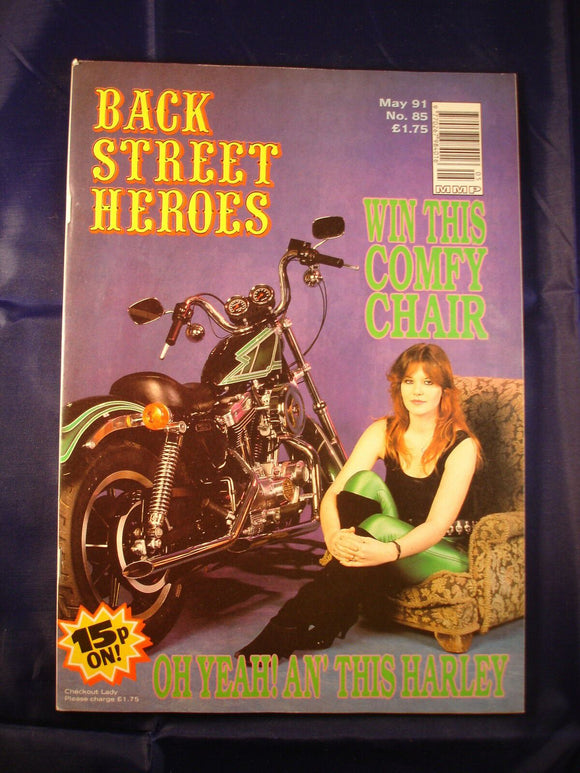 BACK
STREET
HEROES
May 91
No. 85
£1.75
05
WIN THIS
COMFY
CHAIR
15p
ON!
OH YEAH! AN' THIS HARLEY
Checkout Lady
Please charge £1.75